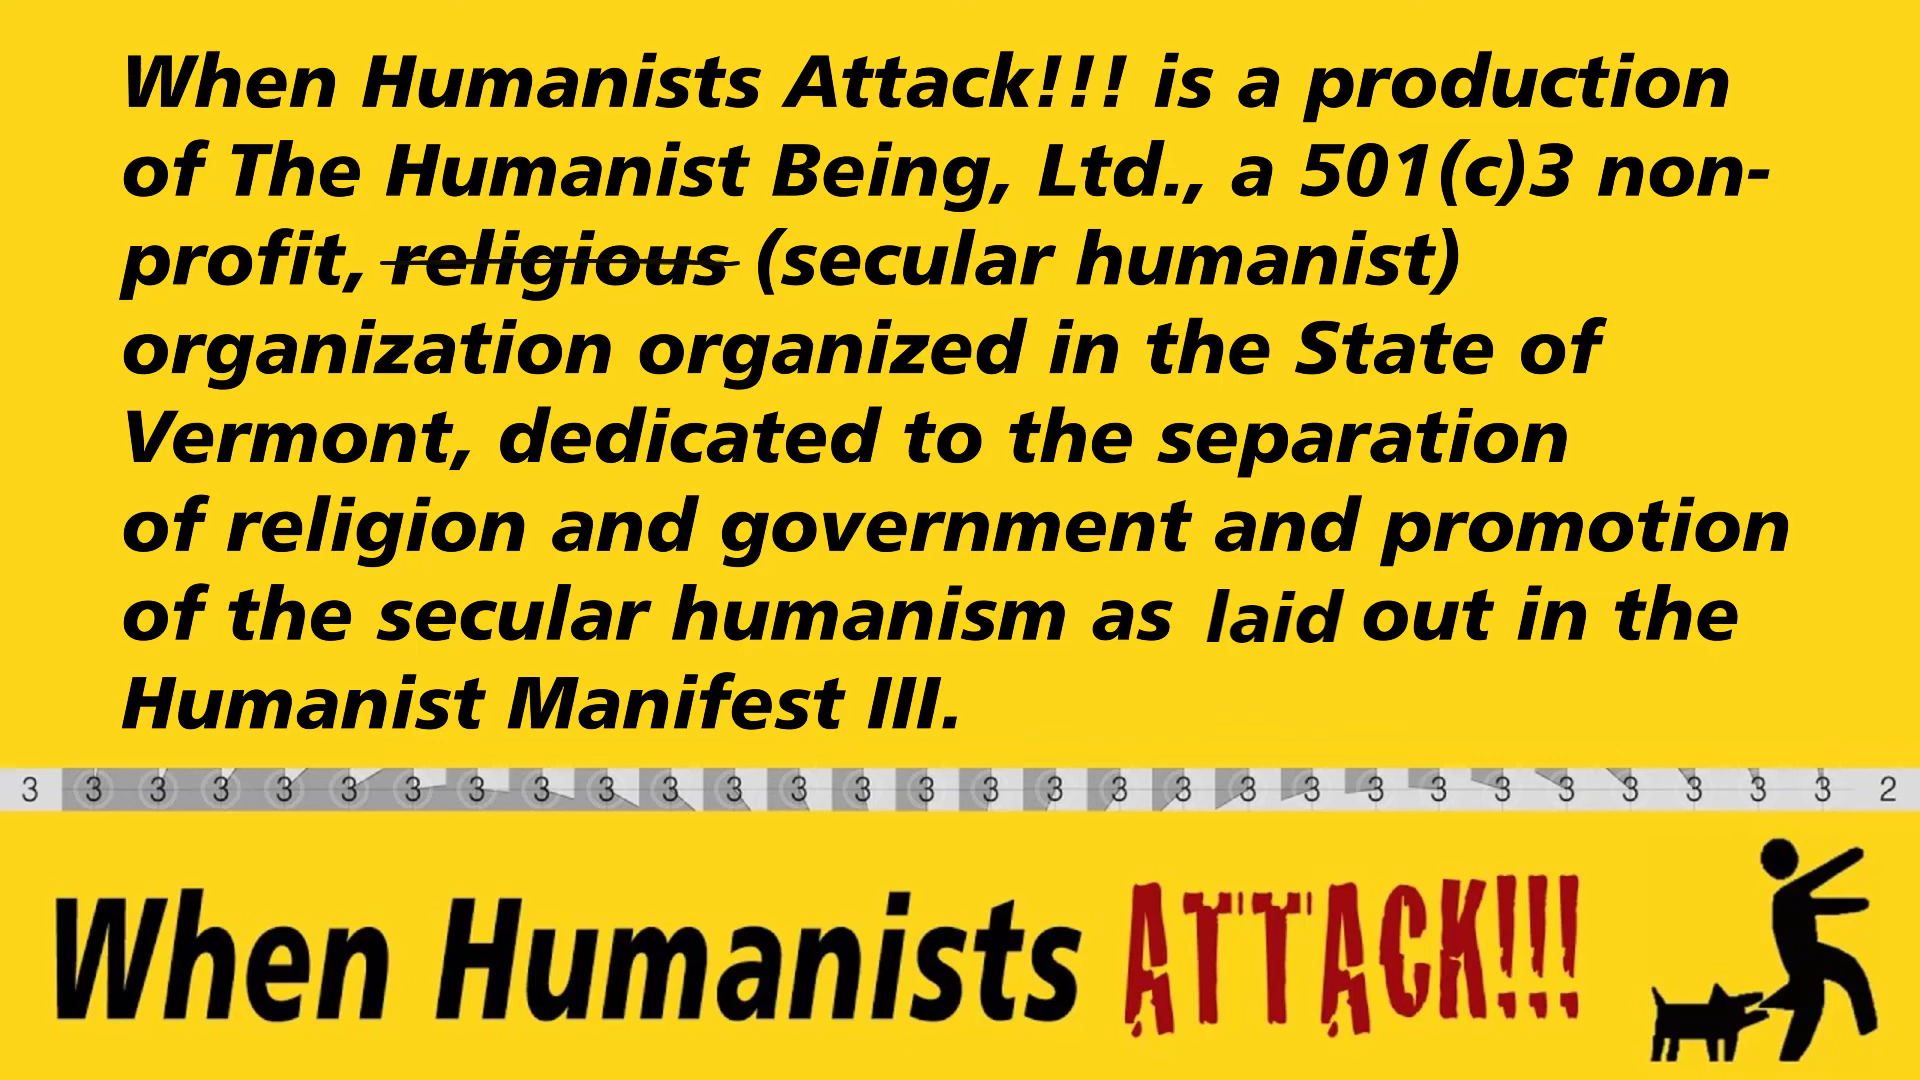 When Humanists Attack!!! is a production
of The Humanist Being, Ltd., a 501(c)3 non-
profit, religious (secular humanist)
organization organized in the State of
Vermont, dedicated to the separation
of religion and government and promotion
of the secular humanism as laid out in the
Humanist Manifest III.
3 3 3 3 3 3 3 3 3 3 3 3 3 3 3 3 3 3 3 3 3 3 3 3 3 3 3 3 3 2
When Humanists ATTACK!!!